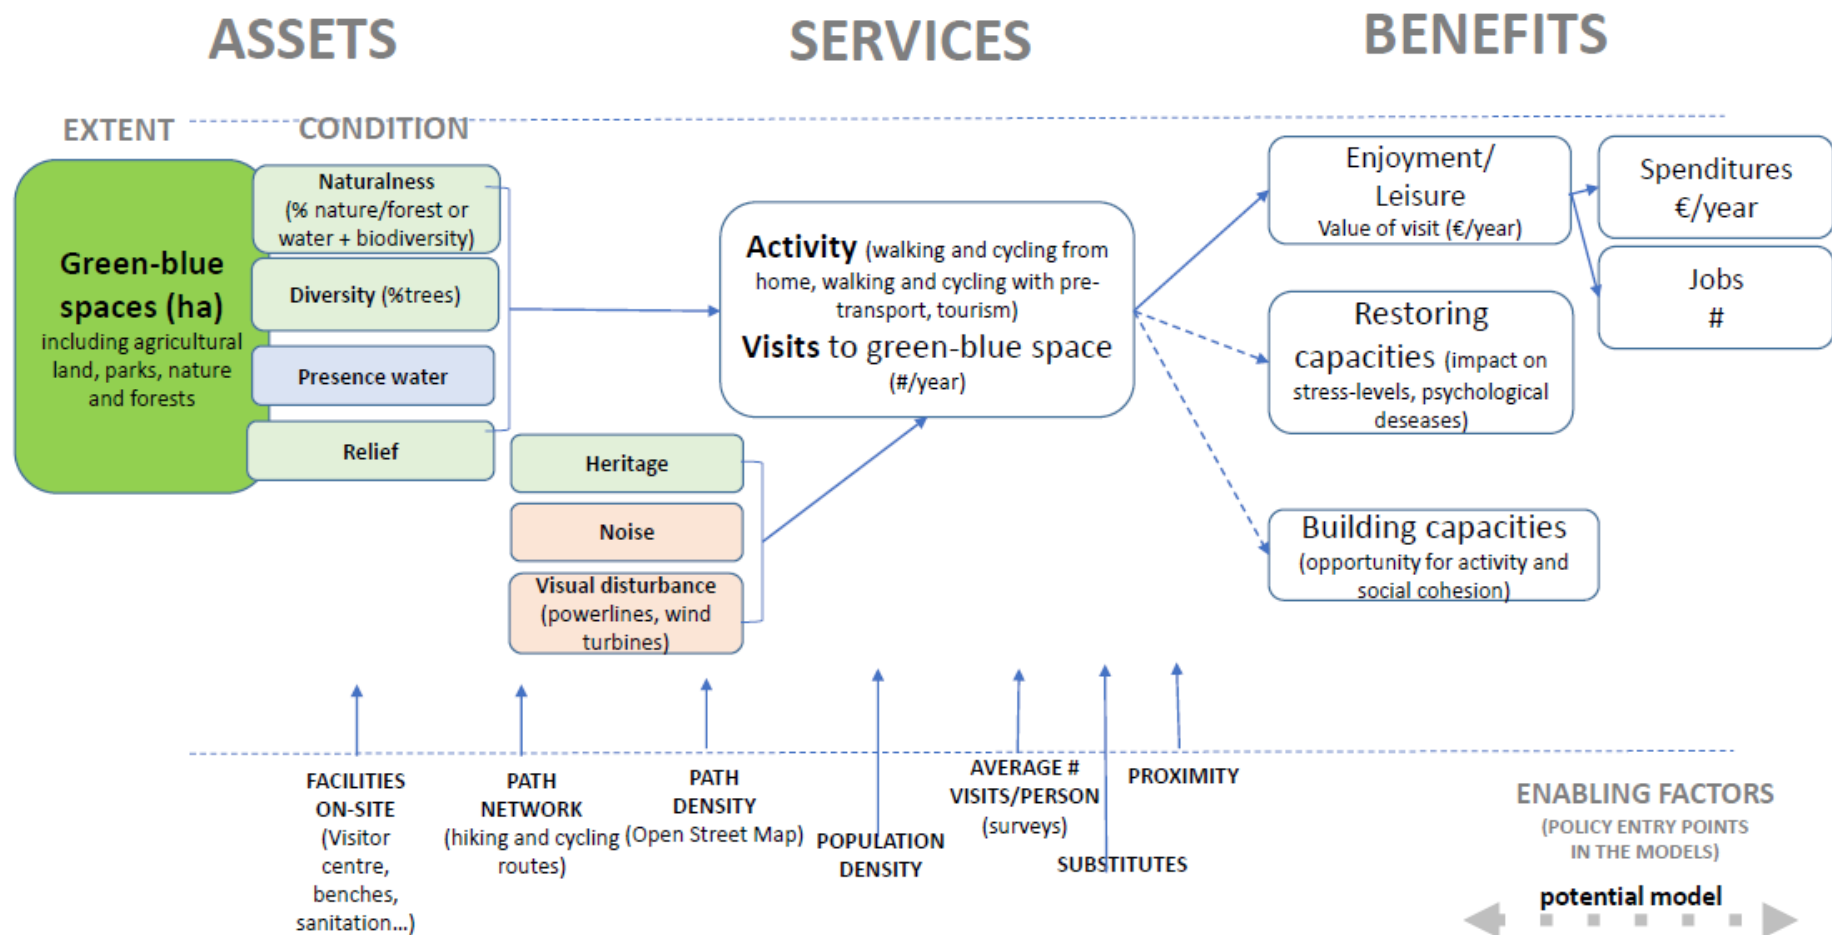 ASSETS
SERVICES
BENEFITS
EXTENT
CONDITION
Green-blue
spaces (ha)
including agricultural
land, parks, nature
and forests
Naturalness
(% nature/forest or
water + biodiversity)
Diversity (%trees)
Presence water
Relief
Heritage
Noise
Visual disturbance
(powerlines, wind
turbines)
Activity (walking and cycling from
home, walking and cycling with pre-
transport, tourism)
Visits to green-blue space
(#/year)
Enjoyment/
Leisure
Value of visit (€/year)
Spenditures
€/year
Jobs
#
Restoring
capacities (impact on
stress-levels, psychological
deseases)
Building capacities
(opportunity for activity and
social cohesion)
FACILITIES
ON-SITE
(Visitor
centre,
benches,
sanitation...)
PATH
NETWORK
(hiking and cycling
routes)
PATH
DENSITY
(Open Street Map)
POPULATION
DENSITY
AVERAGE #
VISITS/PERSON
(surveys)
SUBSTITUTES
PROXIMITY
ENABLING FACTORS
(POLICY ENTRY POINTS
IN THE MODELS)
potential model